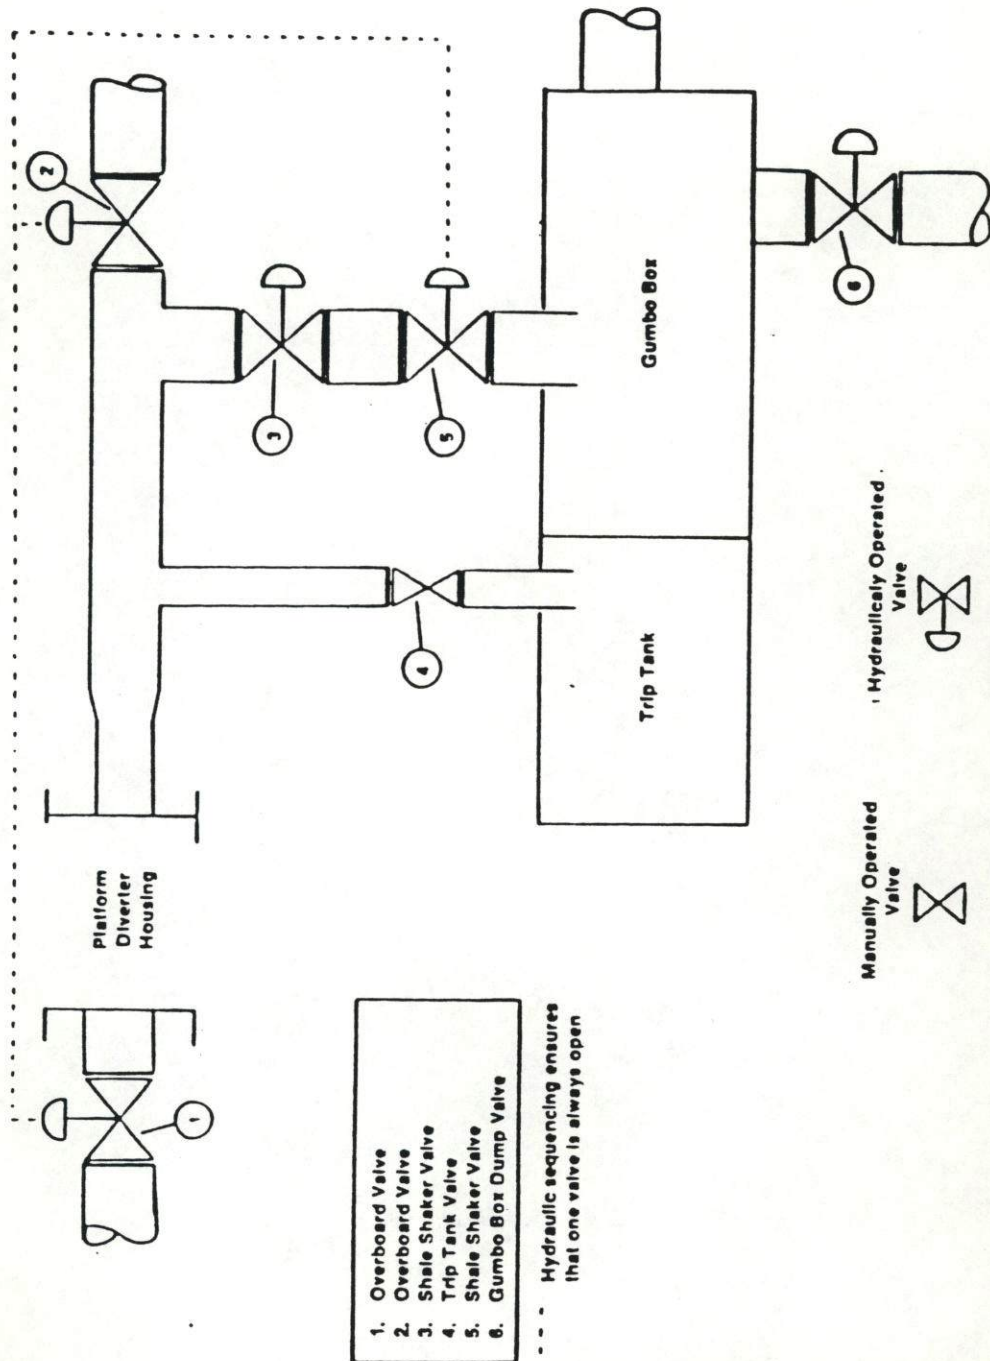 1
Platform
Diverter
Housing
2
3
5
4
Trip Tank
Gumbo Box
6
1. Overboard Valve
2. Overboard Valve
3. Shale Shaker Valve
4. Trip Tank Valve
5. Shale Shaker Valve
6. Gumbo Box Dump Valve
Hydraulic sequencing ensures
that one valve is always open
Manually Operated
Valve
Hydraulicaly Operated
Valve